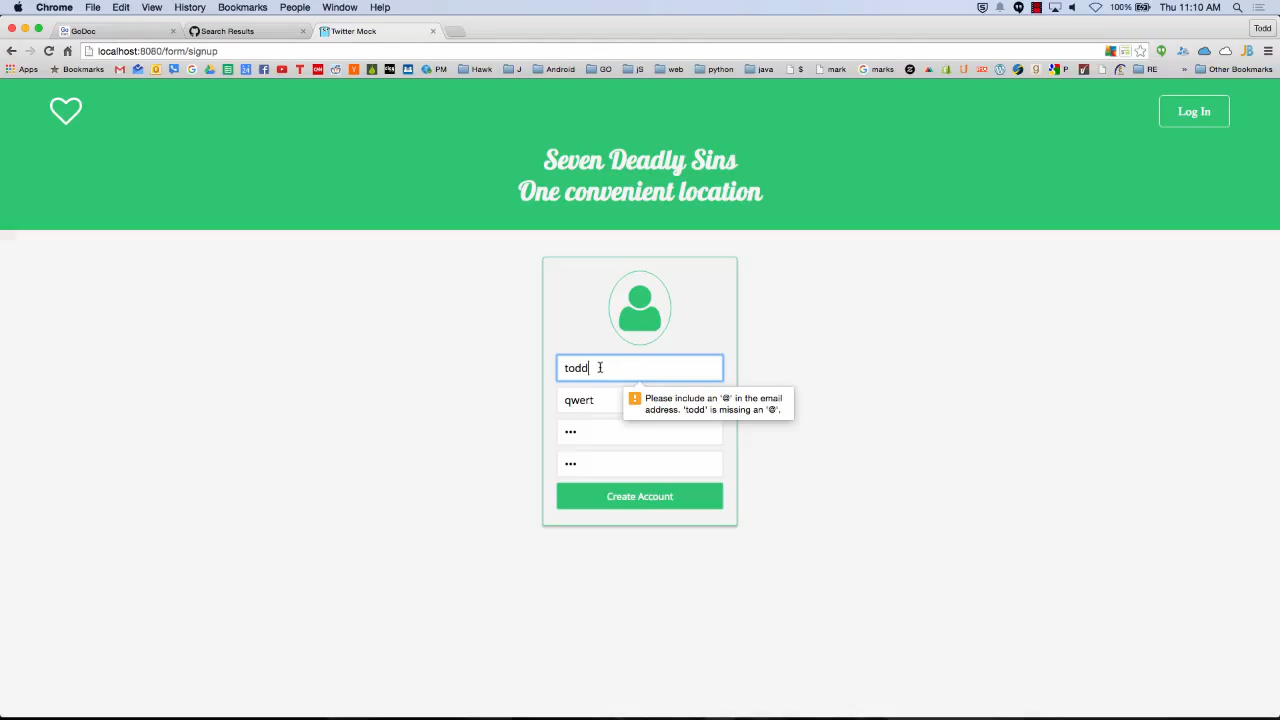 Chrome File Edit View History Bookmarks People Window Help 100% Thu 11:10 AM
GoDoc Search Results Twitter Mock Todd
localhost:8080/form/signup
Apps Bookmarks PM Hawk J Android GO jS web python java $ mark marks P RE » Other Bookmarks
Log In
Seven Deadly Sins
One convenient location
todd
Please include an '@' in the email
address. 'todd' is missing an '@'.
qwert
•••
•••
Create Account